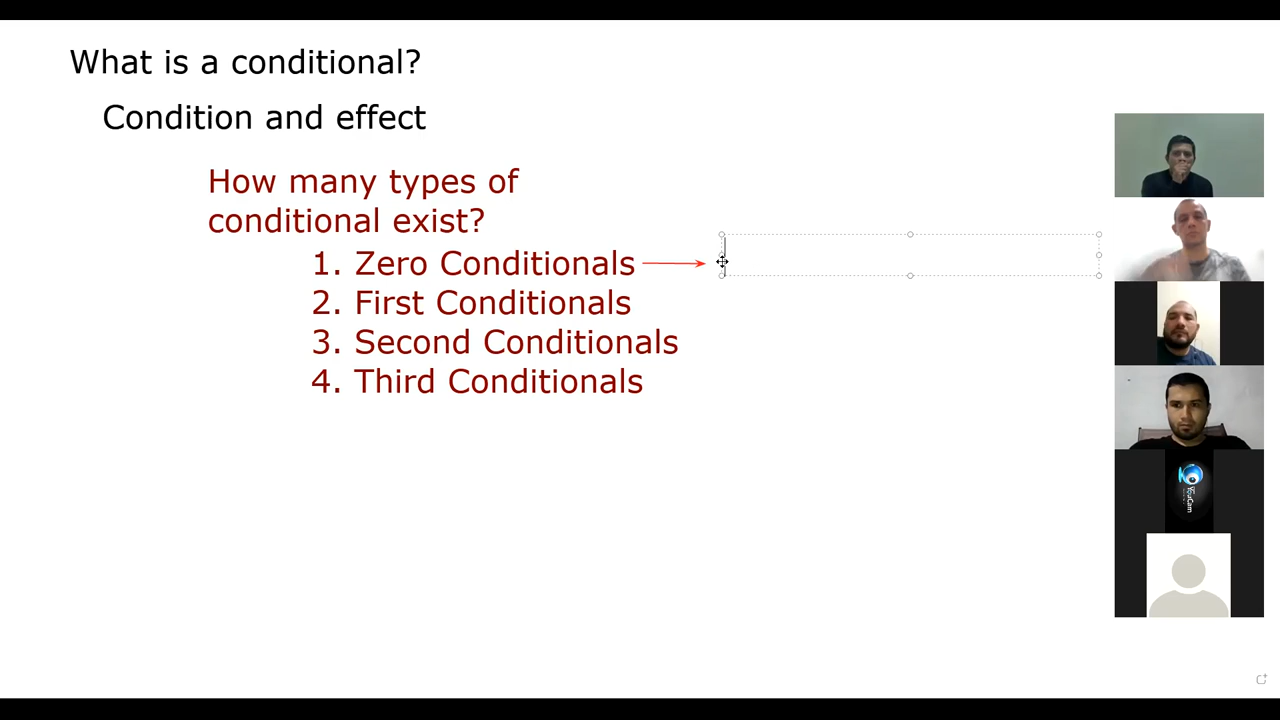 What is a conditional?
Condition and effect
How many types of
conditional exist?
1. Zero Conditionals
2. First Conditionals
3. Second Conditionals
4. Third Conditionals
YouCam